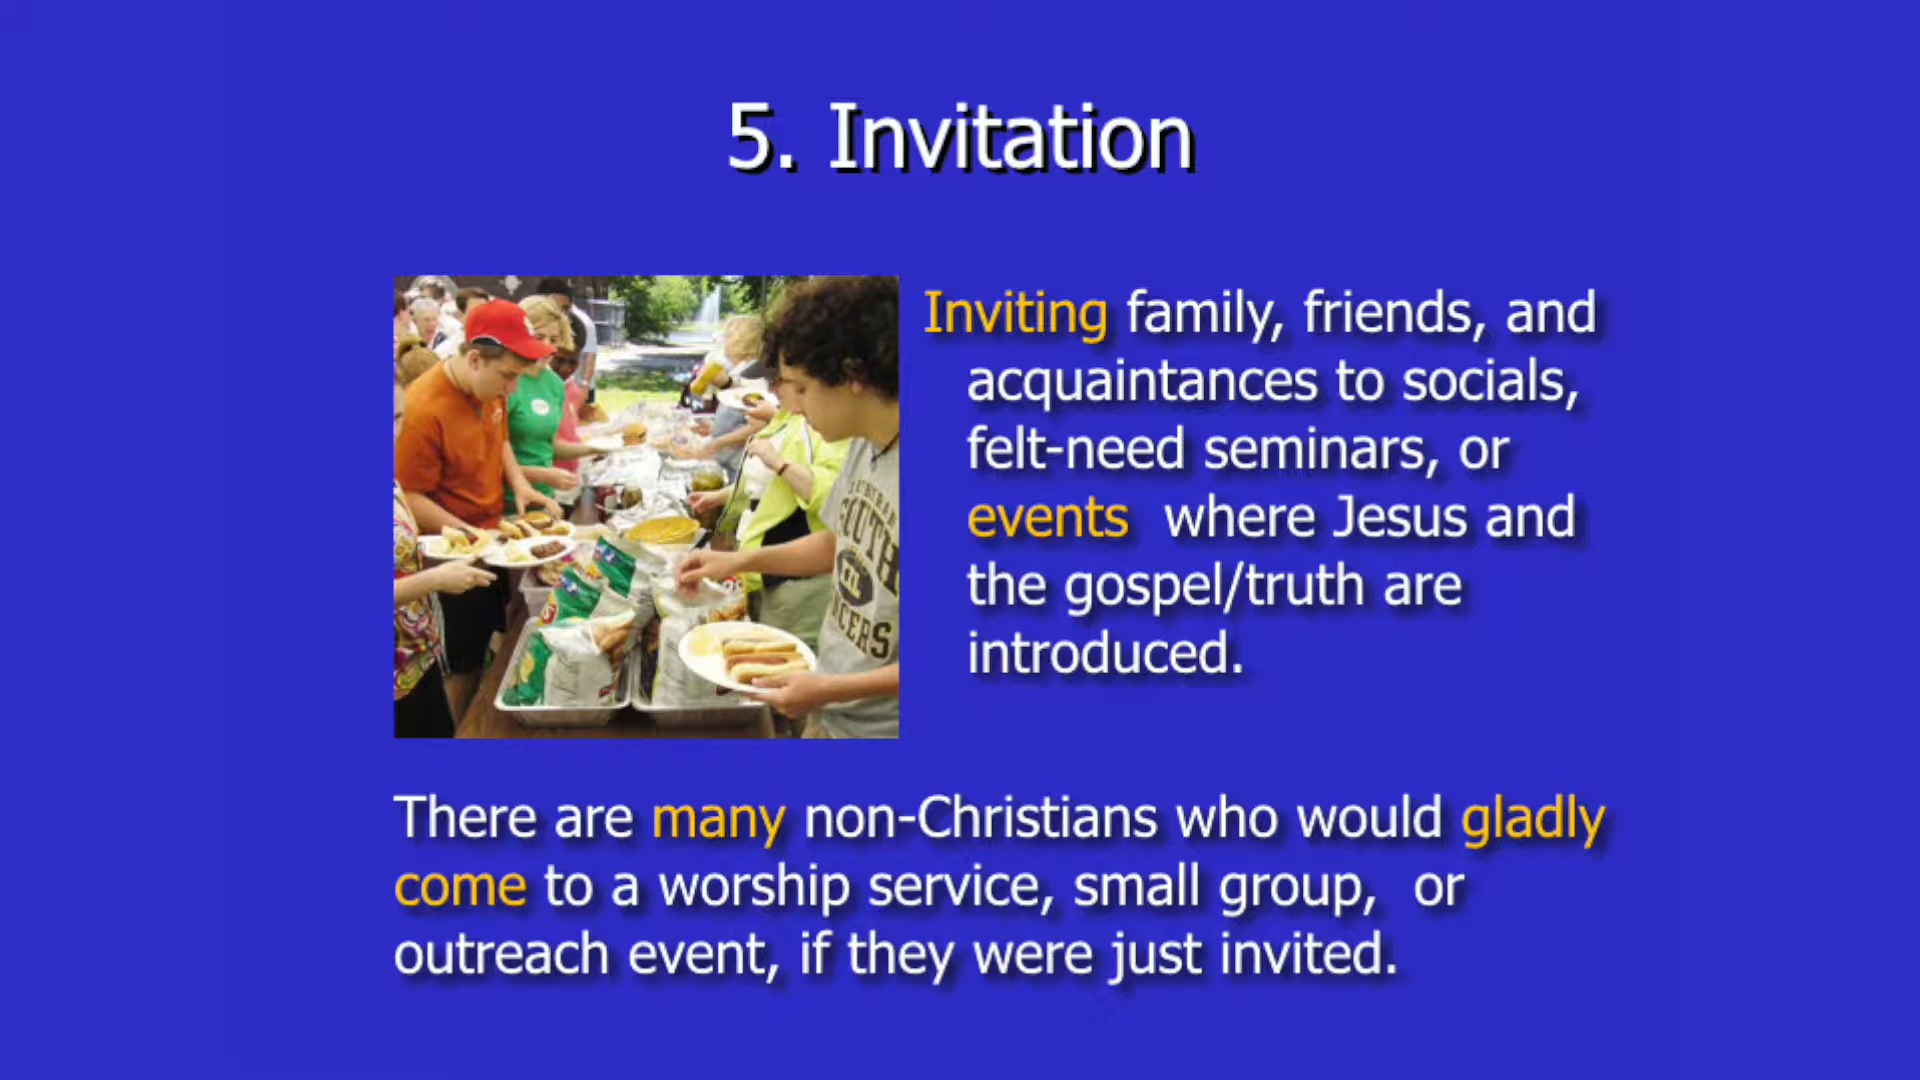 5. Invitation
Inviting family, friends, and
acquaintances to socials,
felt-need seminars, or
events where Jesus and
the gospel/truth are
introduced.
SOUTH
CERS
There are many non-Christians who would gladly
come to a worship service, small group, or
outreach event, if they were just invited.